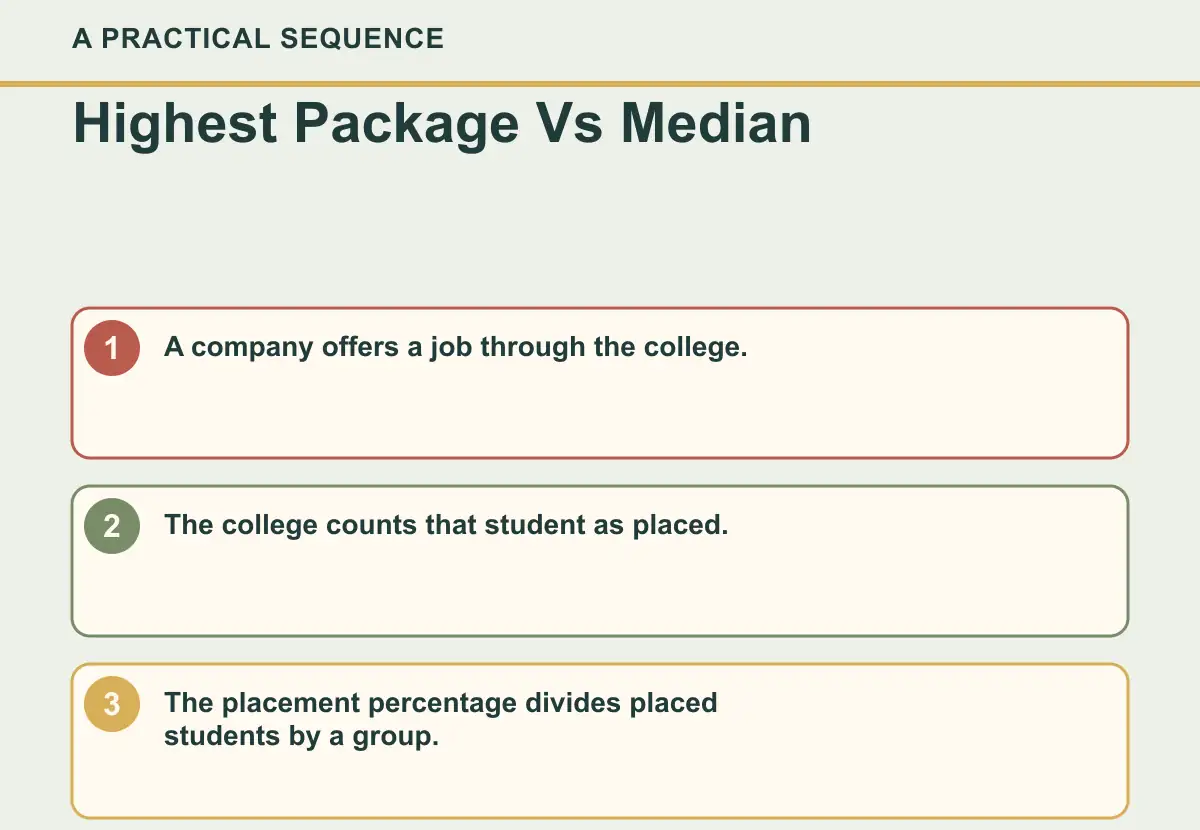 A PRACTICAL SEQUENCE
Highest Package Vs Median
1
A company offers a job through the college.
2
The college counts that student as placed.
3
The placement percentage divides placed
students by a group.